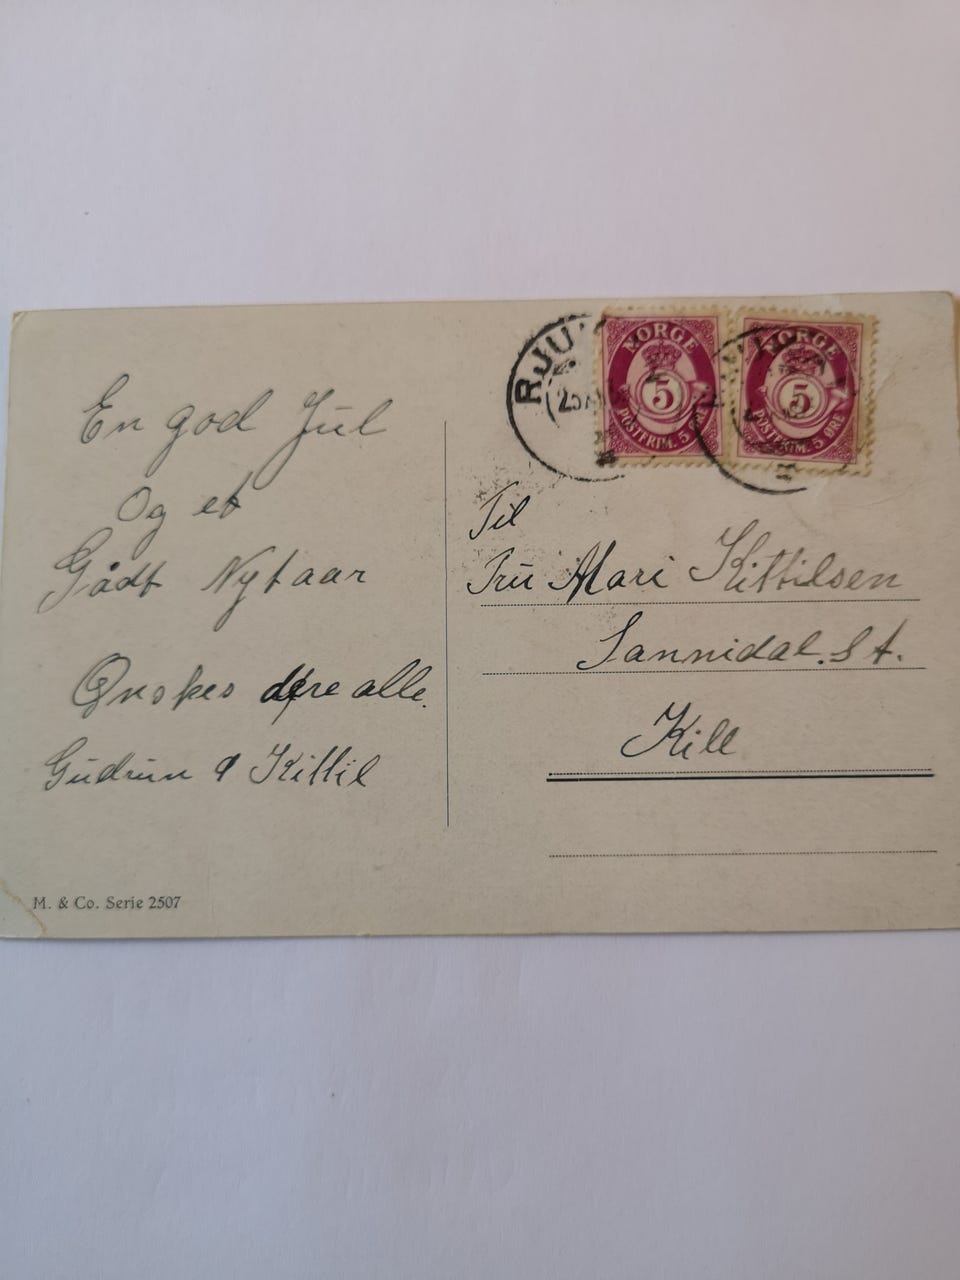 En god Jul
Og et
Gådt Nytaar
Ønskes dere alle.
Gudrun & Kittil
M. & Co. Serie 2507
RJU
NORGE
5
POSTFRIM. 5 ØRE
NORGE
5
POSTFRIM. 5 ØRE
Til
Fru Mari Kittilsen
Sannidal. St.
Kill